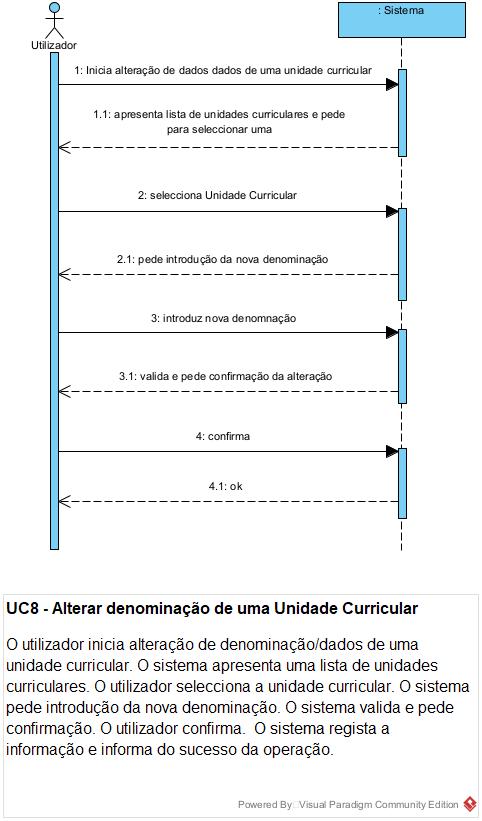 Utilizador
: Sistema
1: Inicia alteração de dados dados de uma unidade curricular
1.1: apresenta lista de unidades curriculares e pede
para seleccionar uma
2: selecciona Unidade Curricular
2.1: pede introdução da nova denominação
3: introduz nova denomnação
3.1: valida e pede confirmação da alteração
4: confirma
4.1: ok
UC8 - Alterar denominação de uma Unidade Curricular
O utilizador inicia alteração de denominação/dados de uma
unidade curricular. O sistema apresenta uma lista de unidades
curriculares. O utilizador selecciona a unidade curricular. O sistema
pede introdução da nova denominação. O sistema valida e pede
confirmação. O utilizador confirma.  O sistema regista a
informação e informa do sucesso da operação.
Powered By Visual Paradigm Community Edition